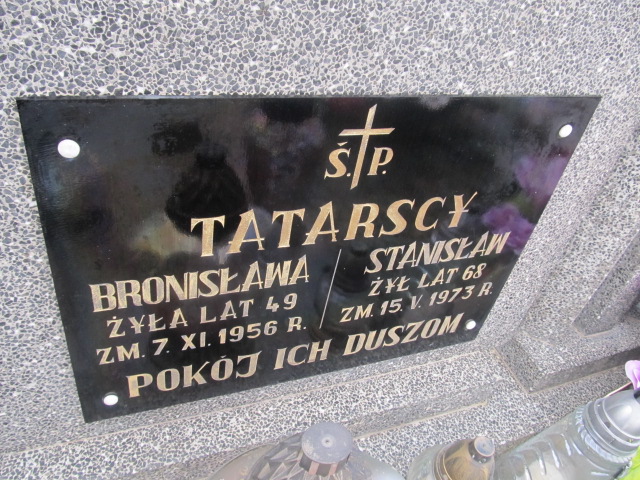 Ś.P.
TATARSCY
BRONISŁAWA
ŻYŁA LAT 49
ZM. 7. XI. 1956 R.
STANISŁAW
ŻYŁ LAT 68
ZM. 15. V. 1973 R.
POKÓJ ICH DUSZOM